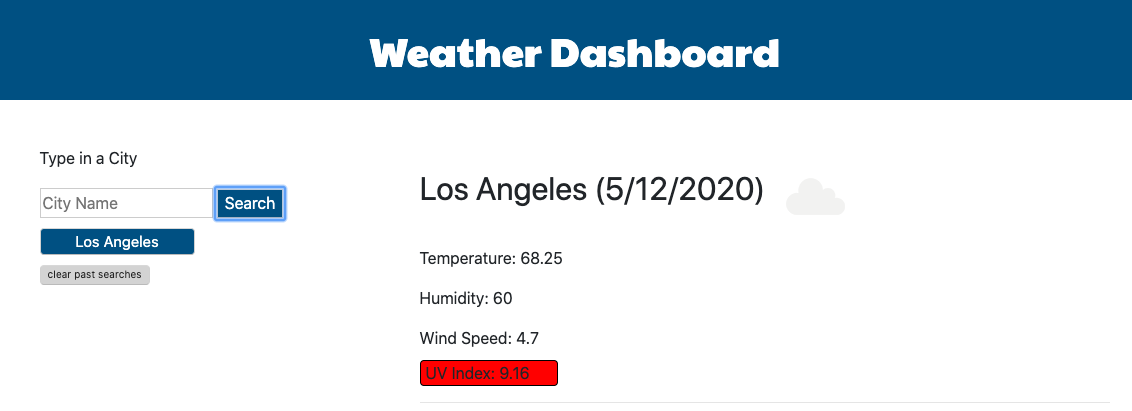 Weather Dashboard
Type in a City
City Name
Search
Los Angeles
clear past searches
Los Angeles (5/12/2020)
Temperature: 68.25
Humidity: 60
Wind Speed: 4.7
UV Index: 9.16